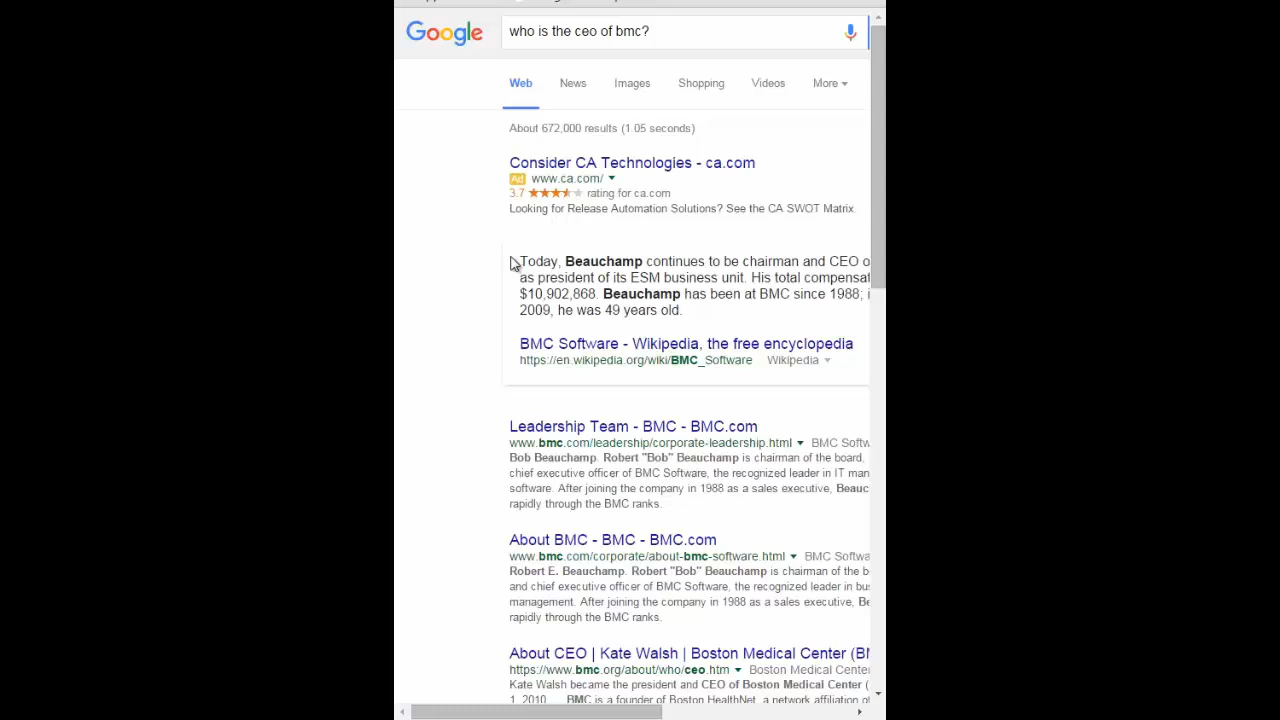 Google
who is the ceo of bmc?
Web News Images Shopping Videos More
About 672,000 results (1.05 seconds)
Consider CA Technologies - ca.com
Ad www.ca.com/
3.7 rating for ca.com
Looking for Release Automation Solutions? See the CA SWOT Matrix.
Today, Beauchamp continues to be chairman and CEO o
as president of its ESM business unit. His total compensat
$10,902,868. Beauchamp has been at BMC since 1988; i
2009, he was 49 years old.
BMC Software - Wikipedia, the free encyclopedia
https://en.wikipedia.org/wiki/BMC_Software Wikipedia
Leadership Team - BMC - BMC.com
www.bmc.com/leadership/corporate-leadership.html BMC Softw
Bob Beauchamp. Robert "Bob" Beauchamp is chairman of the board,
chief executive officer of BMC Software, the recognized leader in IT man
software. After joining the company in 1988 as a sales executive, Beauc
rapidly through the BMC ranks.
About BMC - BMC - BMC.com
www.bmc.com/corporate/about-bmc-software.html BMC Softwa
Robert E. Beauchamp. Robert "Bob" Beauchamp is chairman of the b
and chief executive officer of BMC Software, the recognized leader in bu
management. After joining the company in 1988 as a sales executive, Be
rapidly through the BMC ranks.
About CEO | Kate Walsh | Boston Medical Center (BM
https://www.bmc.org/about/who/ceo.htm Boston Medical Center
Kate Walsh became the president and CEO of Boston Medical Center (
1, 2010. ... BMC is a founder of Boston HealthNet, a network affiliation of